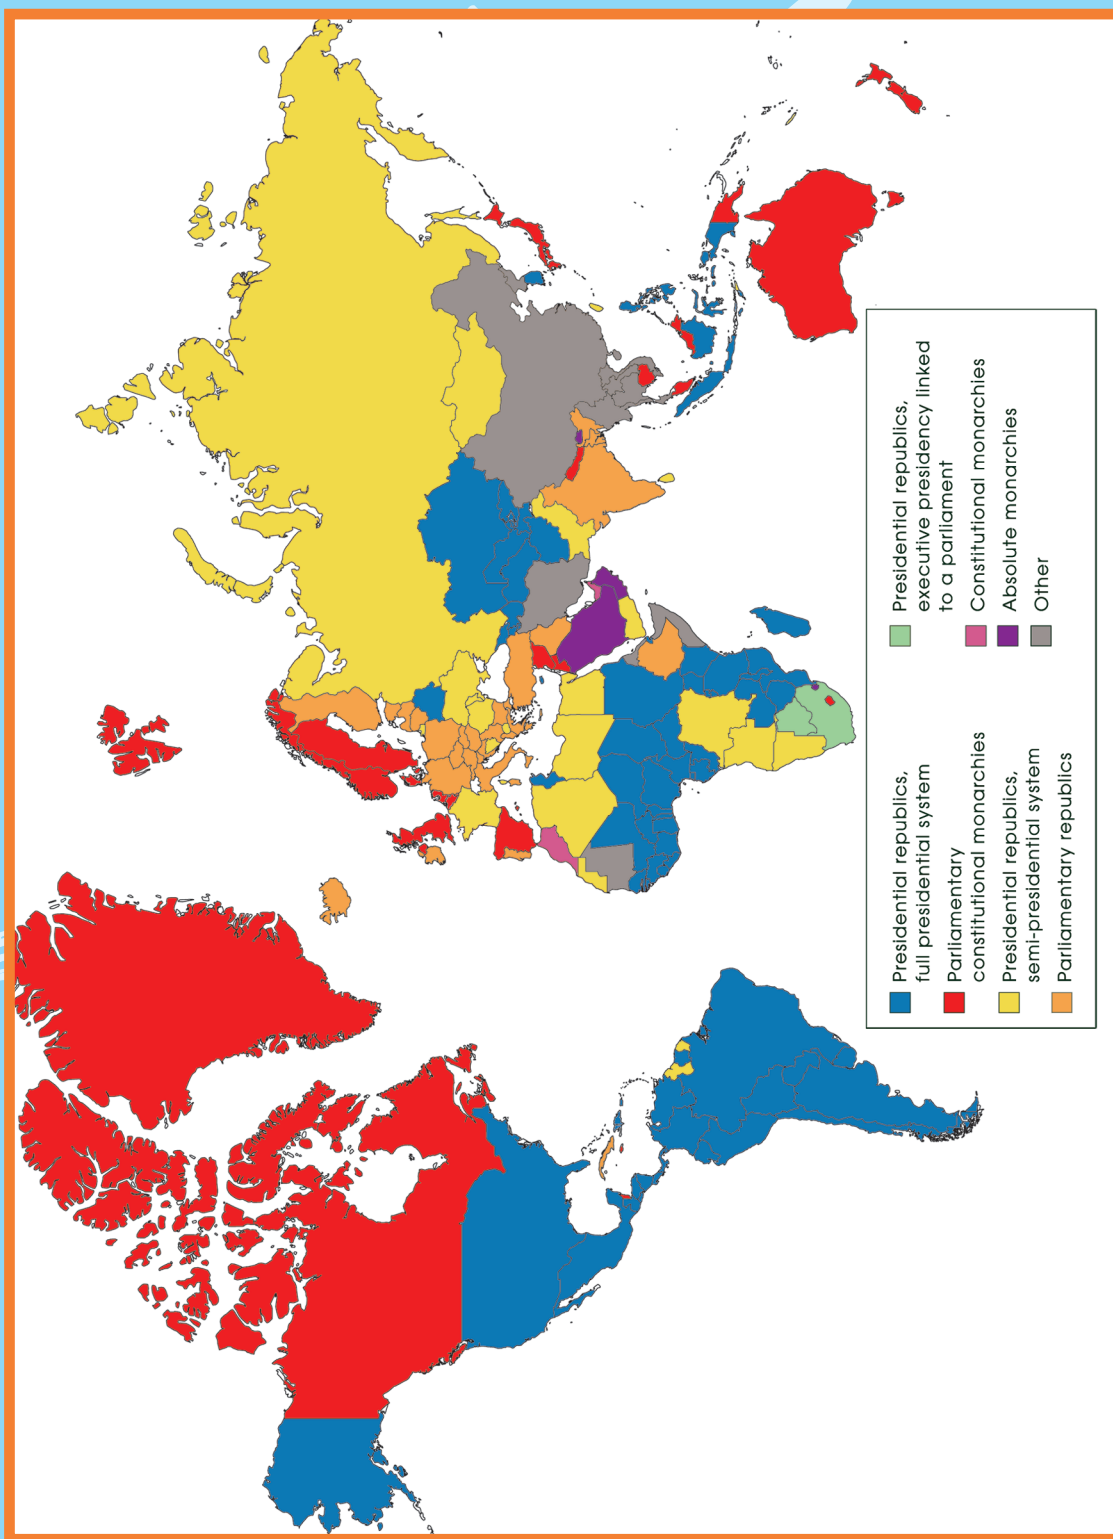 Presidential republics,
full presidential system
Parliamentary
constitutional monarchies
Presidential republics,
semi-presidential system
Parliamentary republics
Presidential republics,
executive presidency linked
to a parliament
Constitutional monarchies
Absolute monarchies
Other